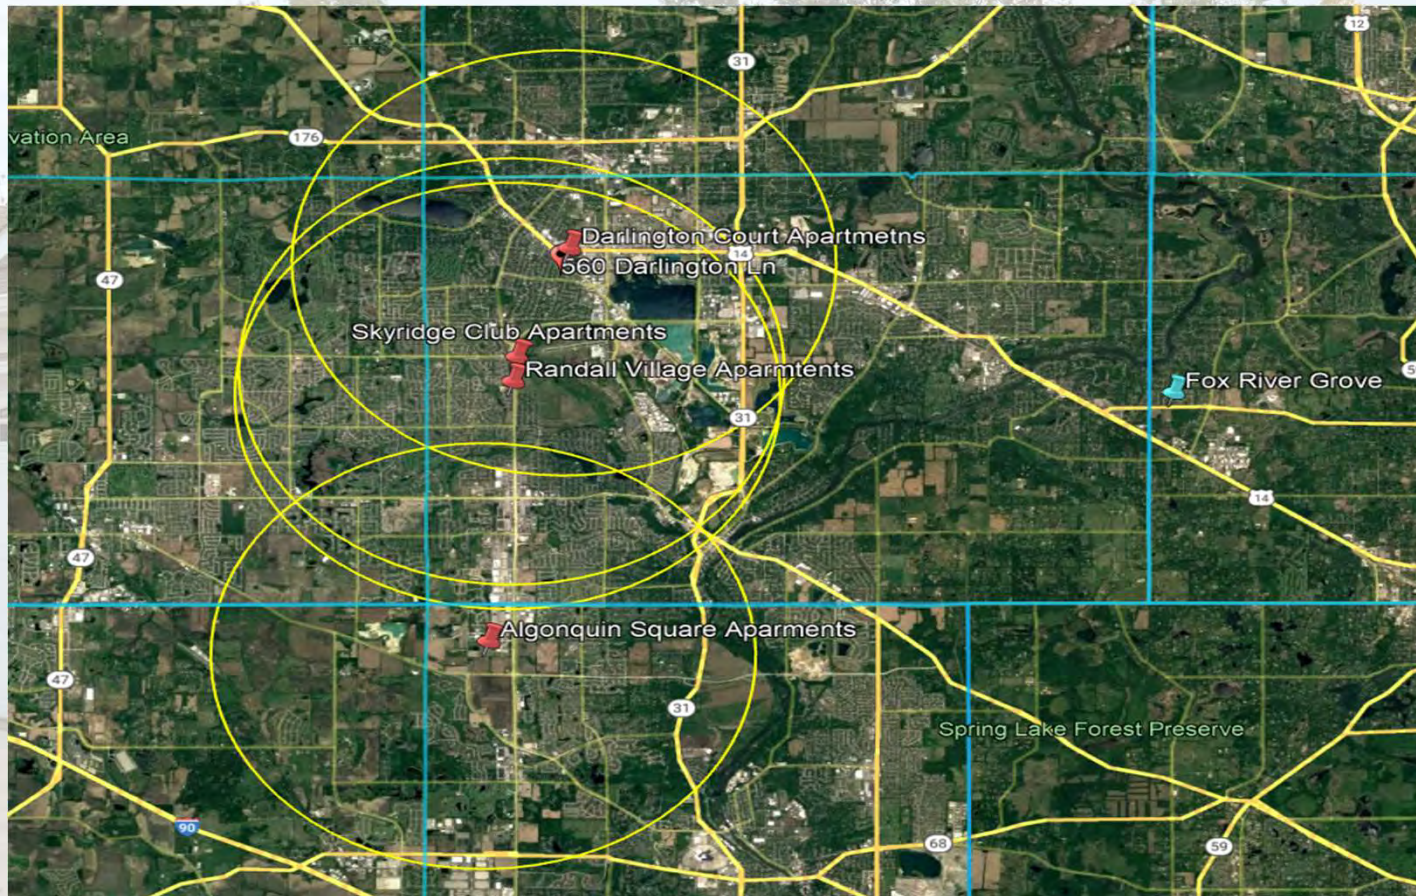 12
31
vation Area
176
Darlington Court Apartmetns
14
560 Darlington Ln
47
Skyridge Club Apartments
Randall Village Aparmtents
Fox River Grove
31
14
47
Algonquin Square Aparments
47
31
Spring Lake Forest Preserve
90
68
59